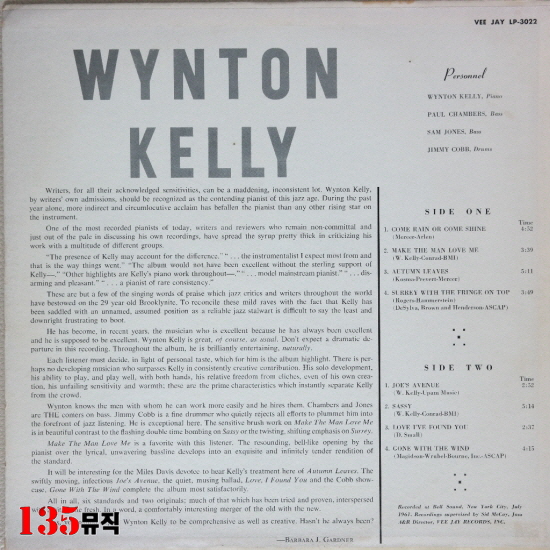 VEE JAY LP-3022
WYNTON
KELLY
Personnel
WYNTON KELLY, Piano
PAUL CHAMBERS, Bass
SAM JONES, Bass
JIMMY COBB, Drums
Writers, for all their acknowledged sensitivities, can be a maddening, inconsistent lot. Wynton Kelly,
by writers' own admissions, should be recognized as the contending pianist of this jazz age. During the past
year alone, more indirect and circumlocutive acclaim has befallen the pianist than any other rising star on
the instrument.
One of the most recorded pianists of today, writers and reviewers who remain non-committal and
just out of the pale in discussing his own recordings, have spread the syrup pretty thick in criticizing his
work with a multitude of different groups.
"The presence of Kelly may account for the difference." ". . . the instrumentalist I expect most from and
that is the way things were." "The album would not have been excellent without the sterling support of
Kelly—." "Other highlights are Kelly's piano work throughout—." ". . . model mainstream pianist." ". . . dis-
arming and pleasant." ". . . a pianist of rare consistency."
These are but a few of the singing words of praise which jazz critics and writers throughout the world
have bestowed on the 29 year old Brooklynite. To reconcile these mild raves with the fact that Kelly has
been saddled with an unnamed, assumed position as a reliable jazz stalwart is difficult to say the least and
downright frustrating to boot.
He has become, in recent years, the musician who is excellent because he has always been excellent
and he is supposed to be excellent. Wynton Kelly is great, of course, as usual. Don't expect a dramatic de-
parture in this recording. Throughout the album, he is brilliantly entertaining, naturally.
Each listener must decide, in light of personal taste, which for him is the album highlight. There is per-
haps no developing musician who surpasses Kelly in consistently creative contribution. His solo development,
his ability to play, and play well, with both hands, his relative freedom from cliches, even of his own crea-
tion, his unfailing sensitivity and warmth; these are the prime characteristics which instantly separate Kelly
from the crowd.
Wynton knows the men with whom he can work more easily and he hires them. Chambers and Jones
are THE comers on bass. Jimmy Cobb is a fine drummer who quietly rejects all efforts to plummet him into
the forefront of jazz listening. He is exceptional here. The sensitive brush work on Make The Man Love Me
is in beautiful contrast to the flashing double time bombing on Sassy or the twisting, shifting emphasis on Surrey.
Make The Man Love Me is a favorite with this listener. The resounding, bell-like opening by the
pianist over the lyrical, unwavering bassline develops into an exquisite and infinitely tender rendition of
the standard.
It will be interesting for the Miles Davis devotee to hear Kelly's treatment here of Autumn Leaves. The
swiftly moving, infectious Joe's Avenue, the quiet, musing ballad, Love, I Found You and the Cobb show-
case, Gone With The Wind complete the album most satisfactorily.
All in all, six standards and two originals; much of that which has been tried and proven, interspersed
fresh. In a word, a comfortably interesting merger of the old with the new.
Wynton Kelly to be comprehensive as well as creative. Hasn't he always been?
—BARBARA J. GARDNER
SIDE ONE
Time
1. COME RAIN OR COME SHINE 4:52
(Mercer-Arlen)
2. MAKE THE MAN LOVE ME 5:39
(W. Kelly-Conrad-BMI)
3. AUTUMN LEAVES 5:11
(Kosma-Prevert-Mercer)
4. SURREY WITH THE FRINGE ON TOP 5:49
(Rogers-Hammerstein)
(DeSylva, Brown and Henderson:ASCAP)
SIDE TWO
Time
1. JOE'S AVENUE 2:52
(W. Kelly-Upam Music)
2. SASSY 5:14
(W. Kelly-Conrad-BMI)
3. LOVE I'VE FOUND YOU 2:37
(D. Small)
4. GONE WITH THE WIND 4:15
(Magidson-Wrubel-Bourne, Inc.:ASCAP)
Recorded at Bell Sound, New York City, July
1961. Recordings supervised by Sid McCoy, Jazz
A&R Director, VEE JAY RECORDS, INC.
135뮤직